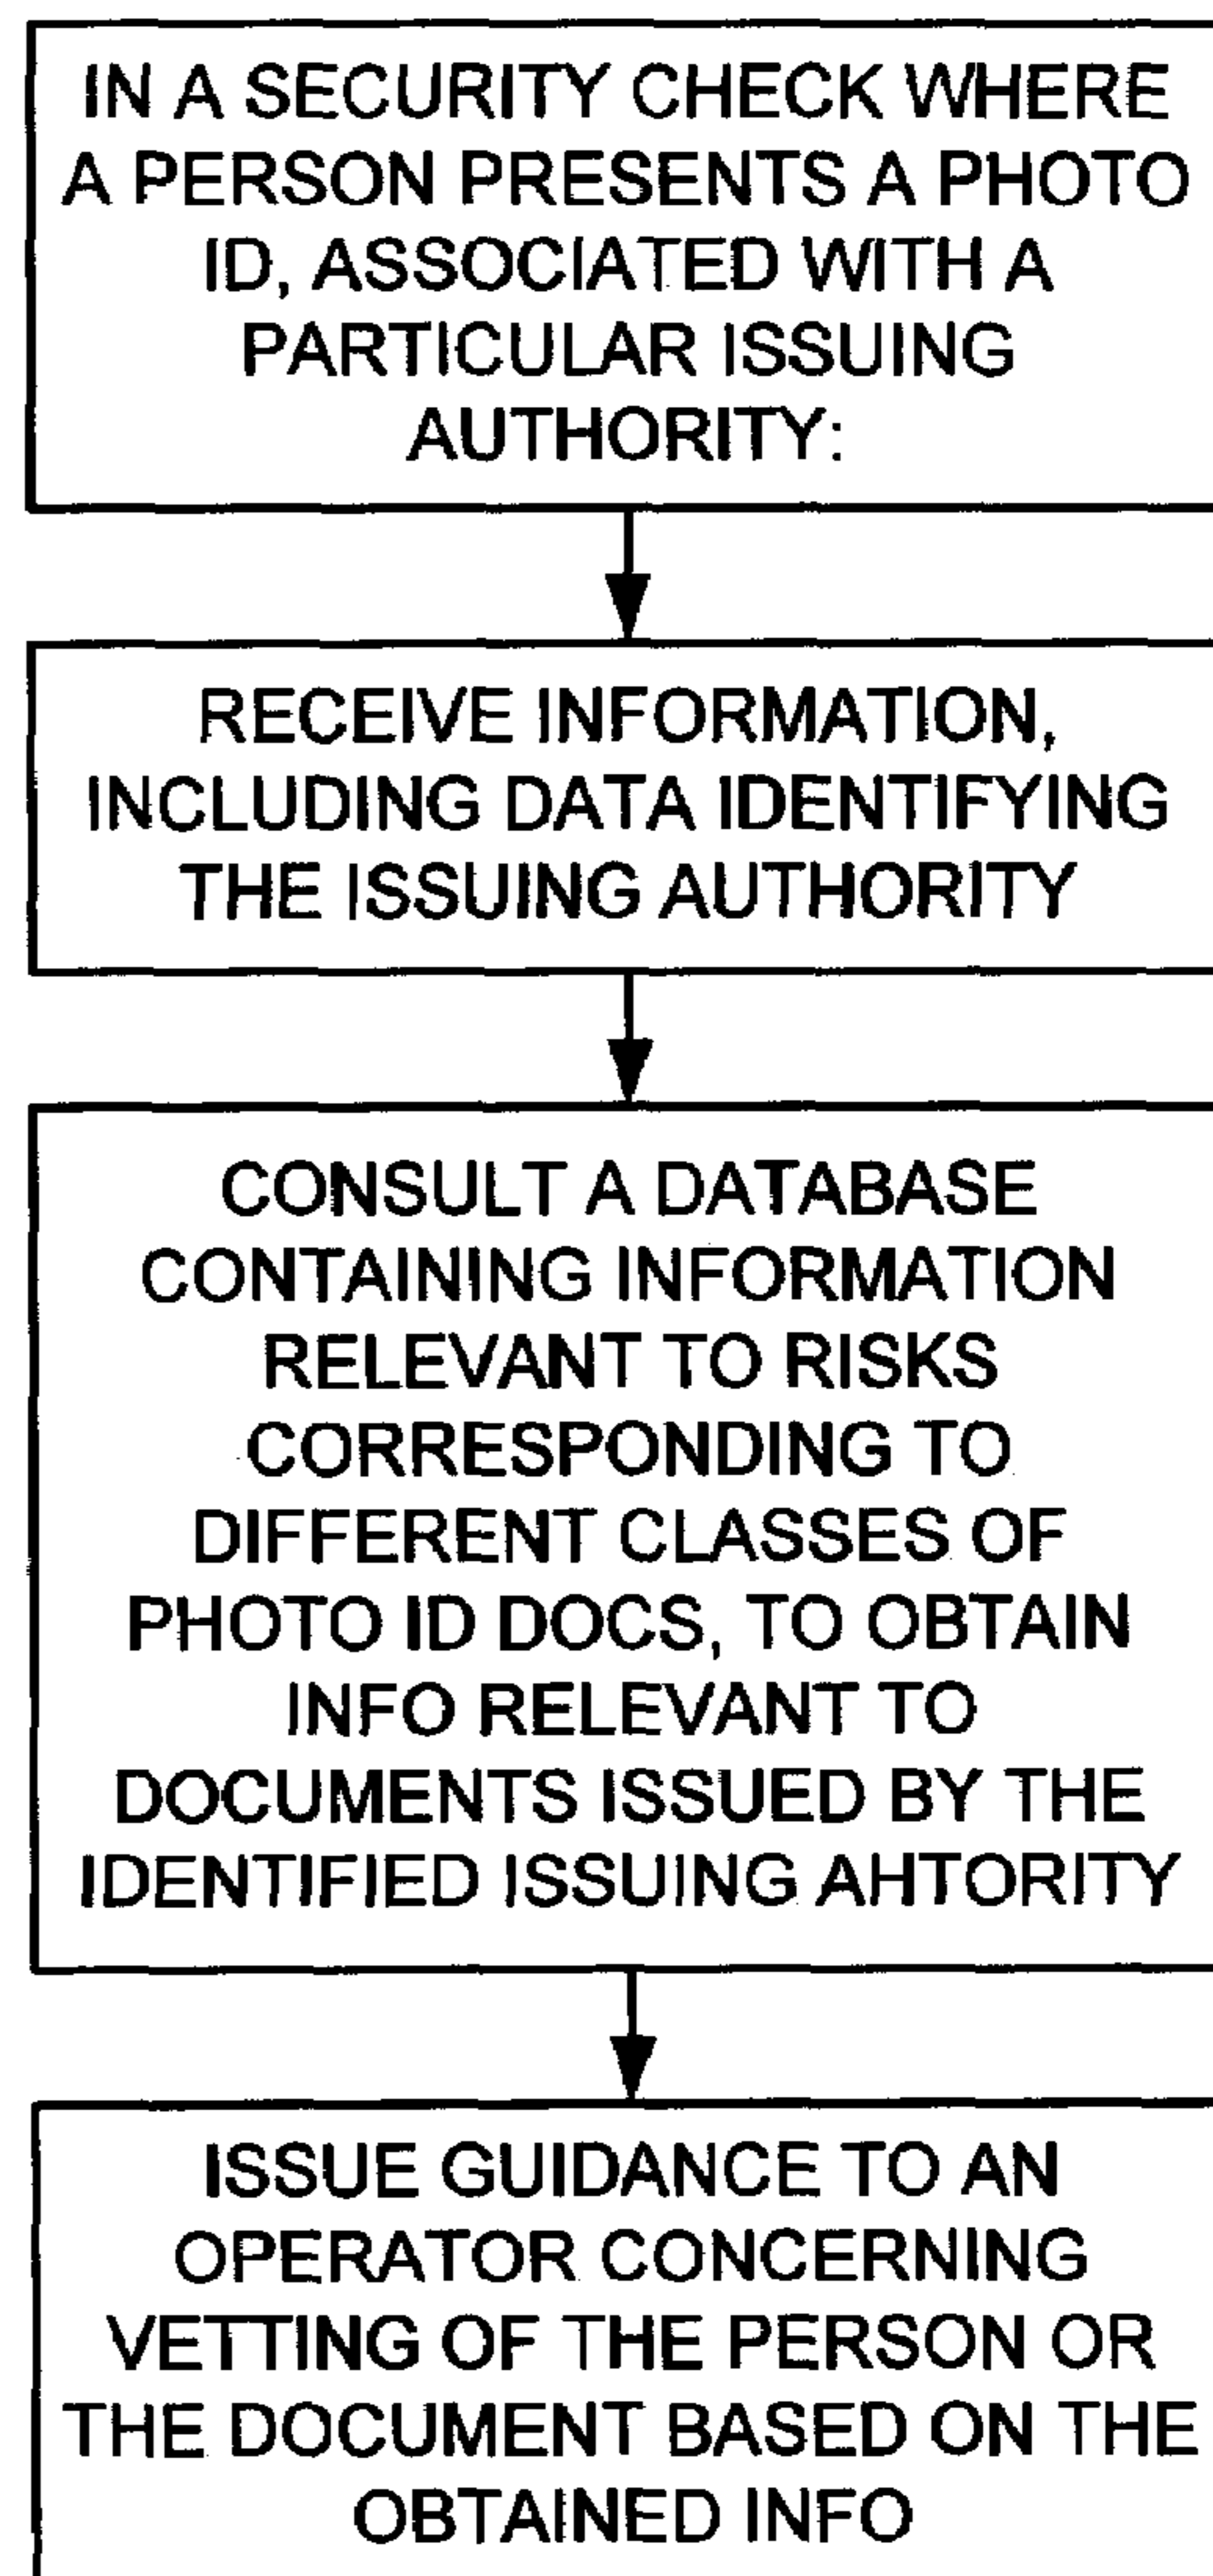 IN A SECURITY CHECK WHERE
A PERSON PRESENTS A PHOTO
ID, ASSOCIATED WITH A
PARTICULAR ISSUING
AUTHORITY:
RECEIVE INFORMATION,
INCLUDING DATA IDENTIFYING
THE ISSUING AUTHORITY
CONSULT A DATABASE
CONTAINING INFORMATION
RELEVANT TO RISKS
CORRESPONDING TO
DIFFERENT CLASSES OF
PHOTO ID DOCS, TO OBTAIN
INFO RELEVANT TO
DOCUMENTS ISSUED BY THE
IDENTIFIED ISSUING AHTORITY
ISSUE GUIDANCE TO AN
OPERATOR CONCERNING
VETTING OF THE PERSON OR
THE DOCUMENT BASED ON THE
OBTAINED INFO